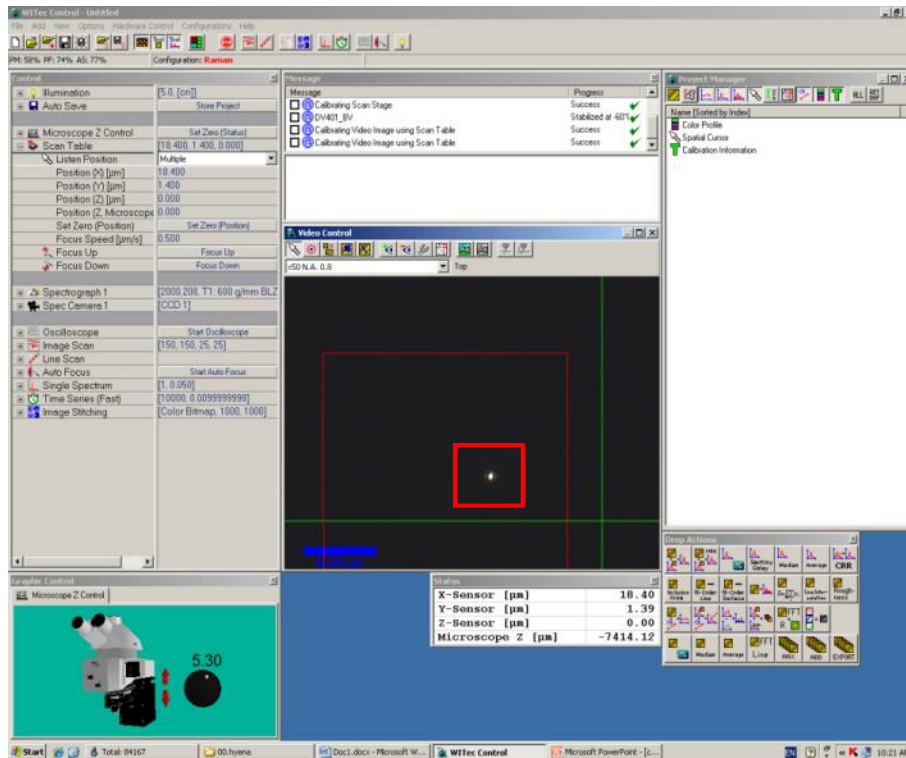 WITec Control - Untitled
File Add View Options Hardware Control Configurations Help
PM: 58% PF: 74% AS: 77% Configuration: Raman
Control
Illumination [5.0, [on]]
Auto Save Store Project
Microscope Z Control Set Zero (Status)
Scan Table [18.400, 1.400, 0.000]
Listen Position Multiple
Position (X) [µm] 18.400
Position (Y) [µm] 1.400
Position (Z) [µm] 0.000
Position (Z, Microscope 0.000
Set Zero (Position) Set Zero (Position)
Focus Speed [µm/s] 0.500
Focus Up Focus Up
Focus Down Focus Down
Spectrograph 1 [2000.208, T1: 600 g/mm BLZ
Spec Camera 1 [CCD 1]
Oscilloscope Start Oscilloscope
Image Scan [150, 150, 25, 25]
Line Scan
Auto Focus Start Auto Focus
Single Spectrum [1, 0.050]
Time Series (Fast) [10000, 0.0099999998]
Image Stitching [Color Bitmap, 1000, 1000]
Message
Message Progress
Calibrating Scan Stage Success
DV401_BV Stabilized at -60°
Calibrating Video Image using Scan Table Success
Calibrating Video Image using Scan Table Success
Video Control
x50 N.A. 0.8 Top
Project Manager
ALL
Name [Sorted by Index]
Color Profile
Spatial Cursor
Calibration Information
Graphic Control
Microscope Z Control
5.30
Status
X-Sensor [µm] 18.40
Y-Sensor [µm] 1.39
Z-Sensor [µm] 0.00
Microscope Z [µm] -7414.12
Drop Actions
Savitzky Golay Median Average CRR
Roughness
FFT
Median Average Line MAX ADD EXPORT
Start Total: 84167 00.hyena Doc1.docx - Microsoft W... WITec Control Microsoft PowerPoint - [c... EN 10:21 AM